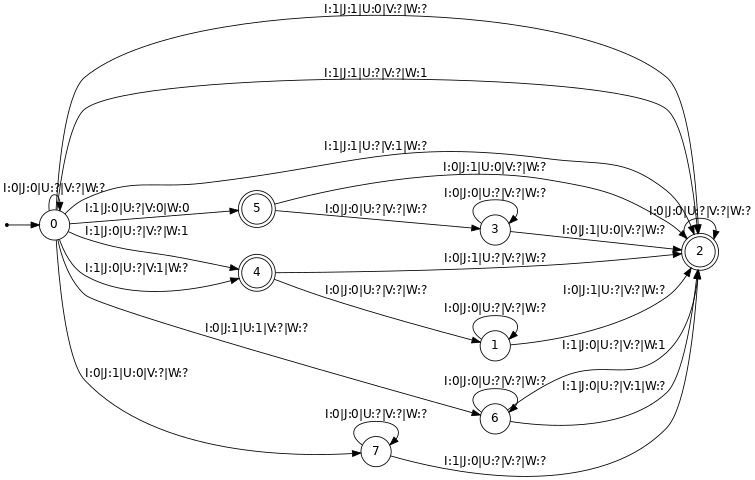 I:1|J:1|U:0|V:?|W:?
I:1|J:1|U:?|V:?|W:1
I:1|J:1|U:?|V:1|W:?
I:0|J:1|U:0|V:?|W:?
I:0|J:0|U:?|V:?|W:?
I:0|J:0|U:?|V:?|W:?
I:1|J:0|U:?|V:0|W:0
5
I:0|J:0|U:?|V:?|W:?
I:0|J:0|U:?|V:?|W:?
0
I:1|J:0|U:?|V:?|W:1
3
I:0|J:1|U:0|V:?|W:?
2
I:1|J:0|U:?|V:1|W:?
4
I:0|J:1|U:?|V:?|W:?
I:0|J:0|U:?|V:?|W:?
I:0|J:1|U:?|V:?|W:?
I:0|J:0|U:?|V:?|W:?
I:0|J:1|U:1|V:?|W:?
1
I:1|J:0|U:?|V:?|W:1
I:0|J:1|U:0|V:?|W:?
I:0|J:0|U:?|V:?|W:?
I:1|J:0|U:?|V:1|W:?
I:0|J:0|U:?|V:?|W:?
6
7
I:1|J:0|U:?|V:?|W:?